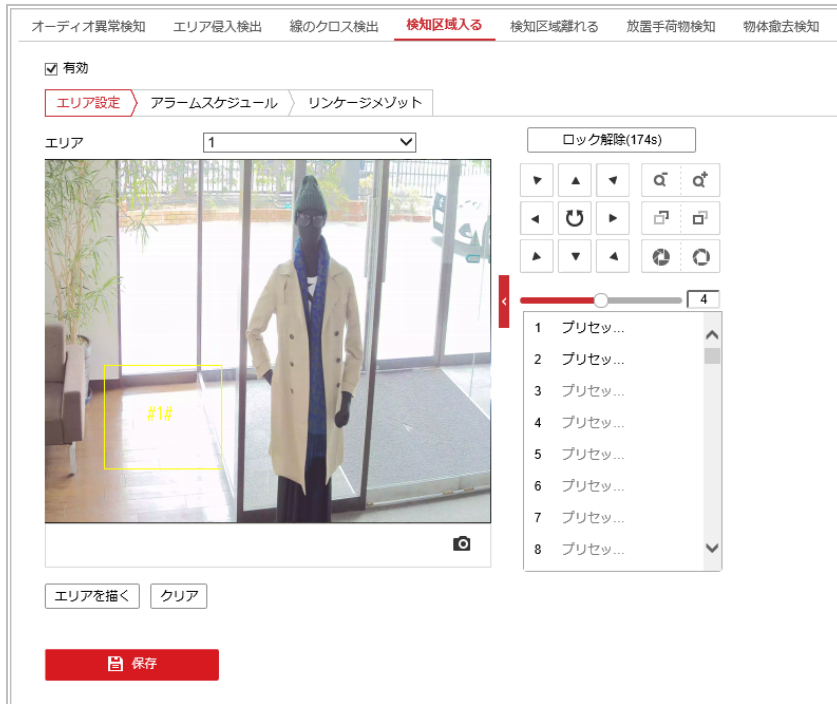 オーディオ異常検知 エリア侵入検出 線のクロス検出 検知区域入る 検知区域離れる 放置手荷物検知 物体撤去検知
有効
エリア設定 アラームスケジュール リンケージメゾット
エリア 1 ロック解除(174s)
#1#
4
1 プリセッ...
2 プリセッ...
3 プリセッ...
4 プリセッ...
5 プリセッ...
6 プリセッ...
7 プリセッ...
8 プリセッ...
エリアを描く クリア
保存